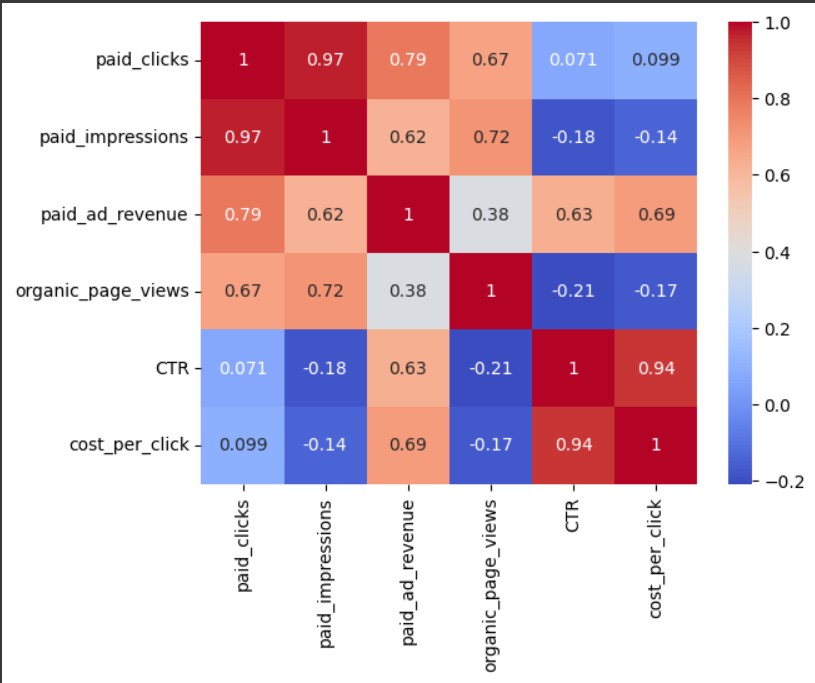 paid_clicks 1 0.97 0.79 0.67 0.071 0.099
paid_impressions 0.97 1 0.62 0.72 -0.18 -0.14
paid_ad_revenue 0.79 0.62 1 0.38 0.63 0.69
organic_page_views 0.67 0.72 0.38 1 -0.21 -0.17
CTR 0.071 -0.18 0.63 -0.21 1 0.94
cost_per_click 0.099 -0.14 0.69 -0.17 0.94 1
paid_clicks
paid_impressions
paid_ad_revenue
organic_page_views
CTR
cost_per_click
1.0
0.8
0.6
0.4
0.2
0.0
−0.2